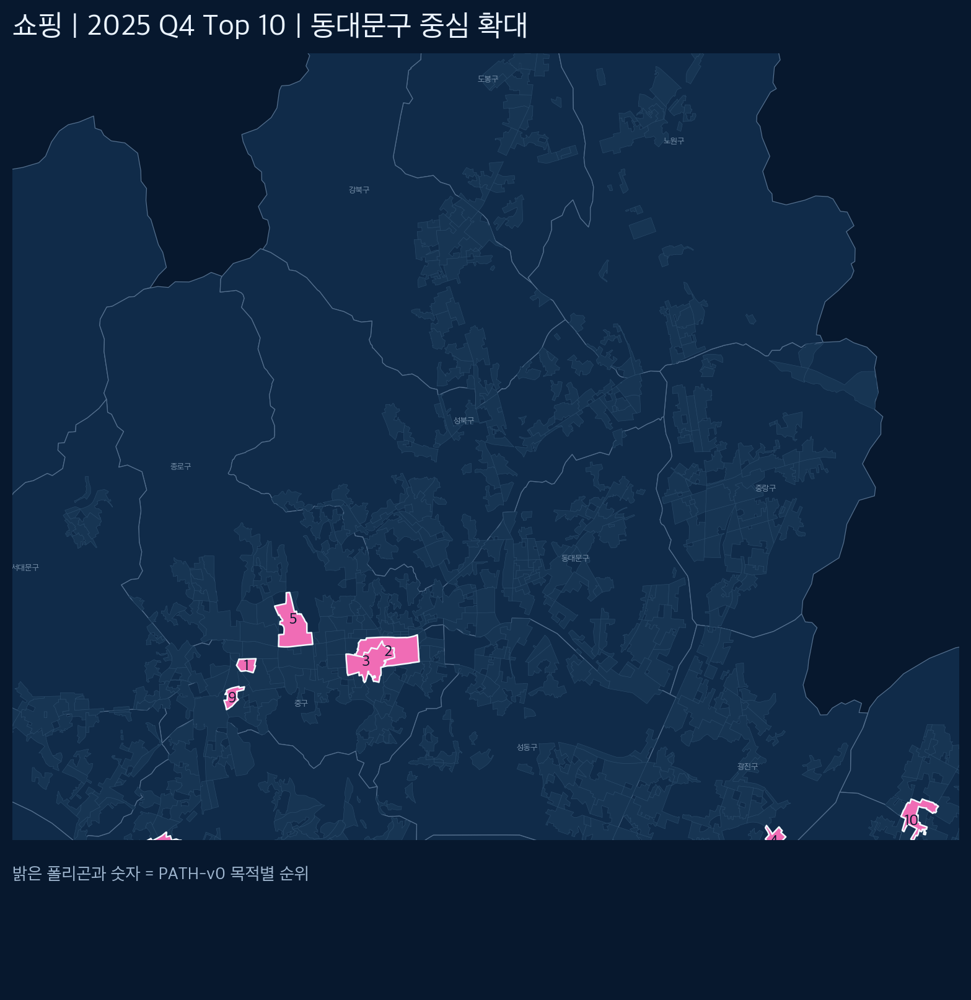 쇼핑 | 2025 Q4 Top 10 | 동대문구 중심 확대
도봉구
노원구
강북구
성북구
종로구
중랑구
동대문구
서대문구
5
2
3
1
9
중구
성동구
광진구
10
4
밝은 폴리곤과 숫자 = PATH-v0 목적별 순위